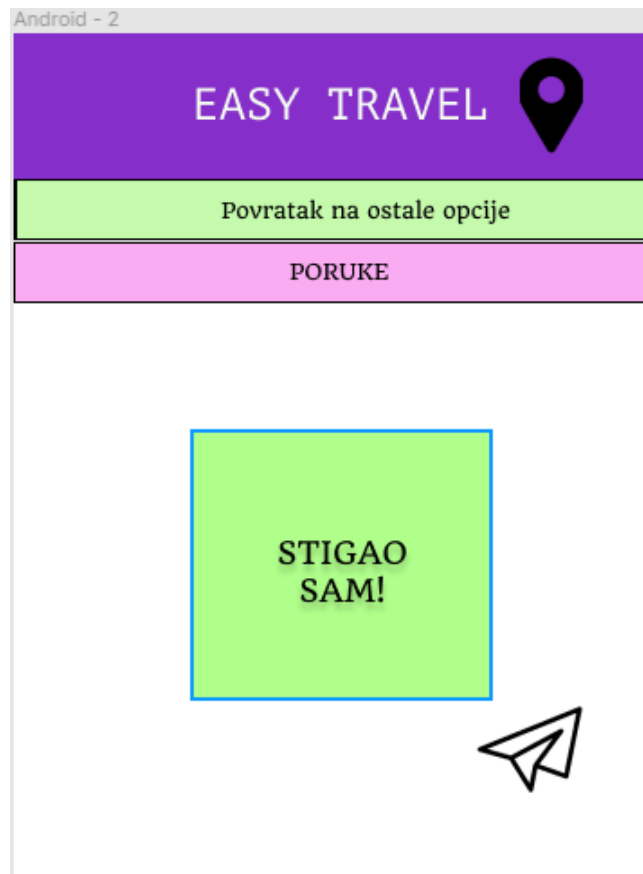 Android - 2
EASY TRAVEL
Povratak na ostale opcije
PORUKE
STIGAO
SAM!